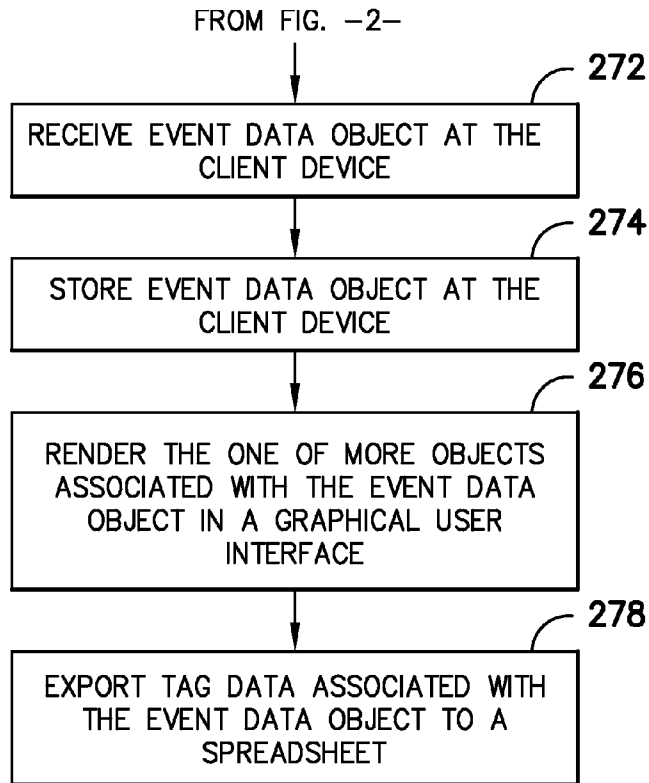 FROM FIG. -2-
272
RECEIVE EVENT DATA OBJECT AT THE
CLIENT DEVICE
274
STORE EVENT DATA OBJECT AT THE
CLIENT DEVICE
276
RENDER THE ONE OF MORE OBJECTS
ASSOCIATED WITH THE EVENT DATA
OBJECT IN A GRAPHICAL USER
INTERFACE
278
EXPORT TAG DATA ASSOCIATED WITH
THE EVENT DATA OBJECT TO A
SPREADSHEET